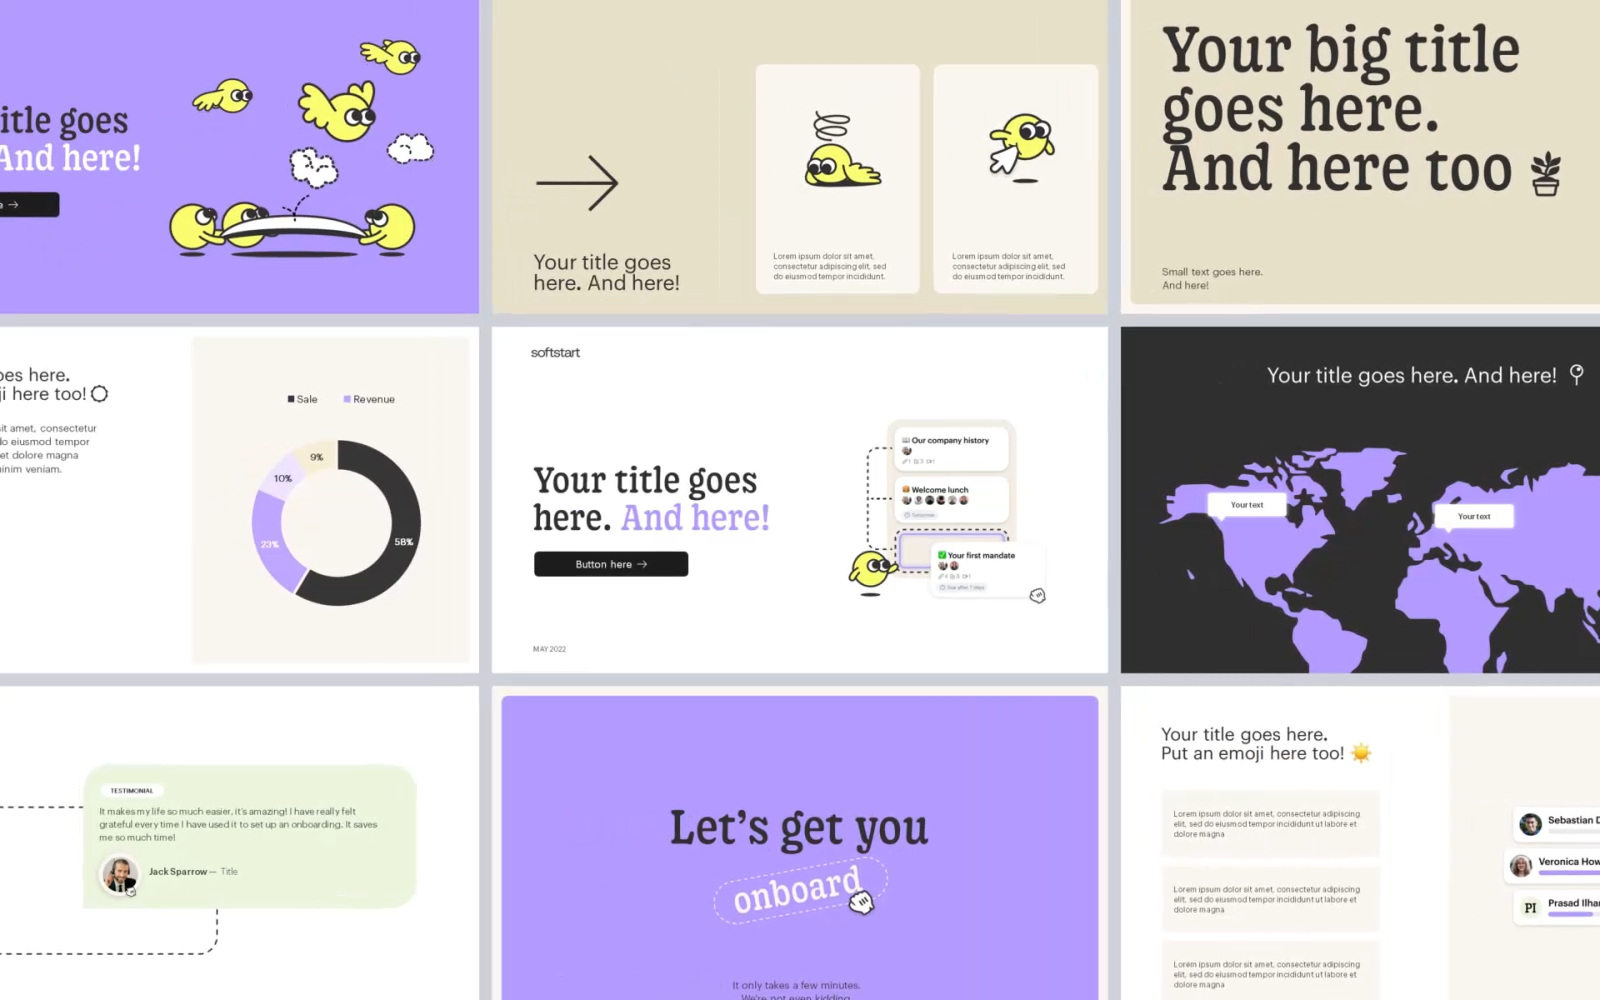 itle goes
And here!
Your title goes
here. And here!
Lorem ipsum dolor sit amet,
consectetur adipiscing elit, sed
do eiusmod tempor incididunt.
Lorem ipsum dolor sit amet,
consectetur adipiscing elit, sed
do eiusmod tempor incididunt.
Your big title
goes here.
And here too
Small text goes here.
And here!
oes here.
ji here too!
sit amet, consectetur
do eiusmod tempor
et dolore magna
minim veniam.
Sale
Revenue
9%
10%
23%
58%
softstart
Your title goes
here. And here!
Button here →
MAY 2022
Our company history
Welcome lunch
Tomorrow
Your first mandate
Due after 7 days
Your title goes here. And here!
Your text
Your text
TESTIMONIAL
It makes my life so much easier, it's amazing! I have really felt
grateful every time I have used it to set up an onboarding. It saves
me so much time!
Jack Sparrow — Title
Let's get you
onboard
It only takes a few minutes.
We're not even kidding
Your title goes here.
Put an emoji here too! ☀️
Lorem ipsum dolor sit amet, consectetur adipiscing
elit, sed do eiusmod tempor incididunt ut labore et
dolore magna
Lorem ipsum dolor sit amet, consectetur adipiscing
elit, sed do eiusmod tempor incididunt ut labore et
dolore magna
Lorem ipsum dolor sit amet, consectetur adipiscing
elit, sed do eiusmod tempor incididunt ut labore et
dolore magna
Sebastian D
Veronica How
PI
Prasad Ilhar